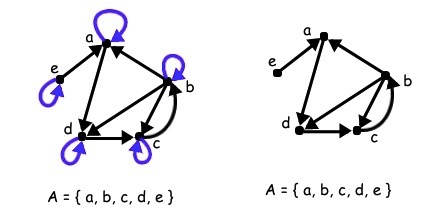 a
e
b
d
c
A = { a, b, c, d, e }
a
e
b
d
c
A = { a, b, c, d, e }